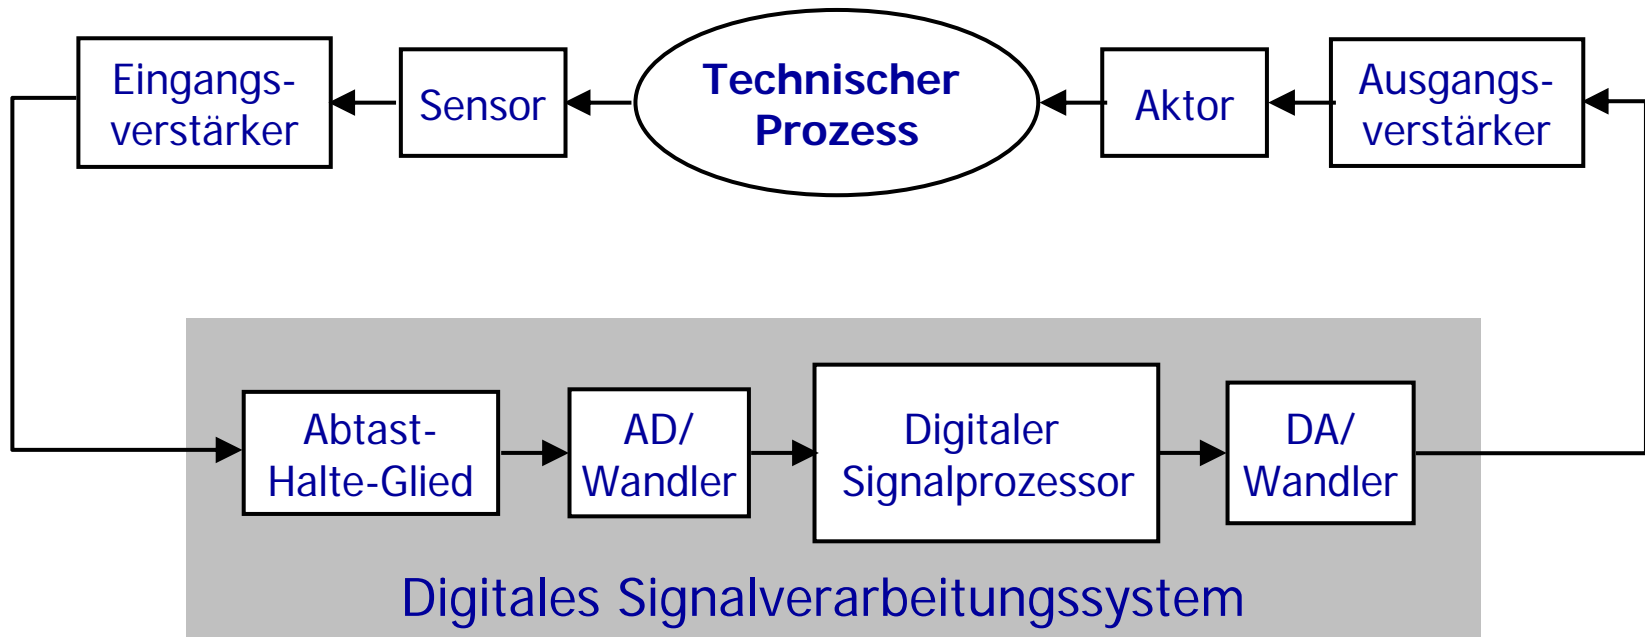 Eingangs-
verstärker
Sensor
Technischer
Prozess
Aktor
Ausgangs-
verstärker
Abtast-
Halte-Glied
AD/
Wandler
Digitaler
Signalprozessor
DA/
Wandler
Digitales Signalverarbeitungssystem